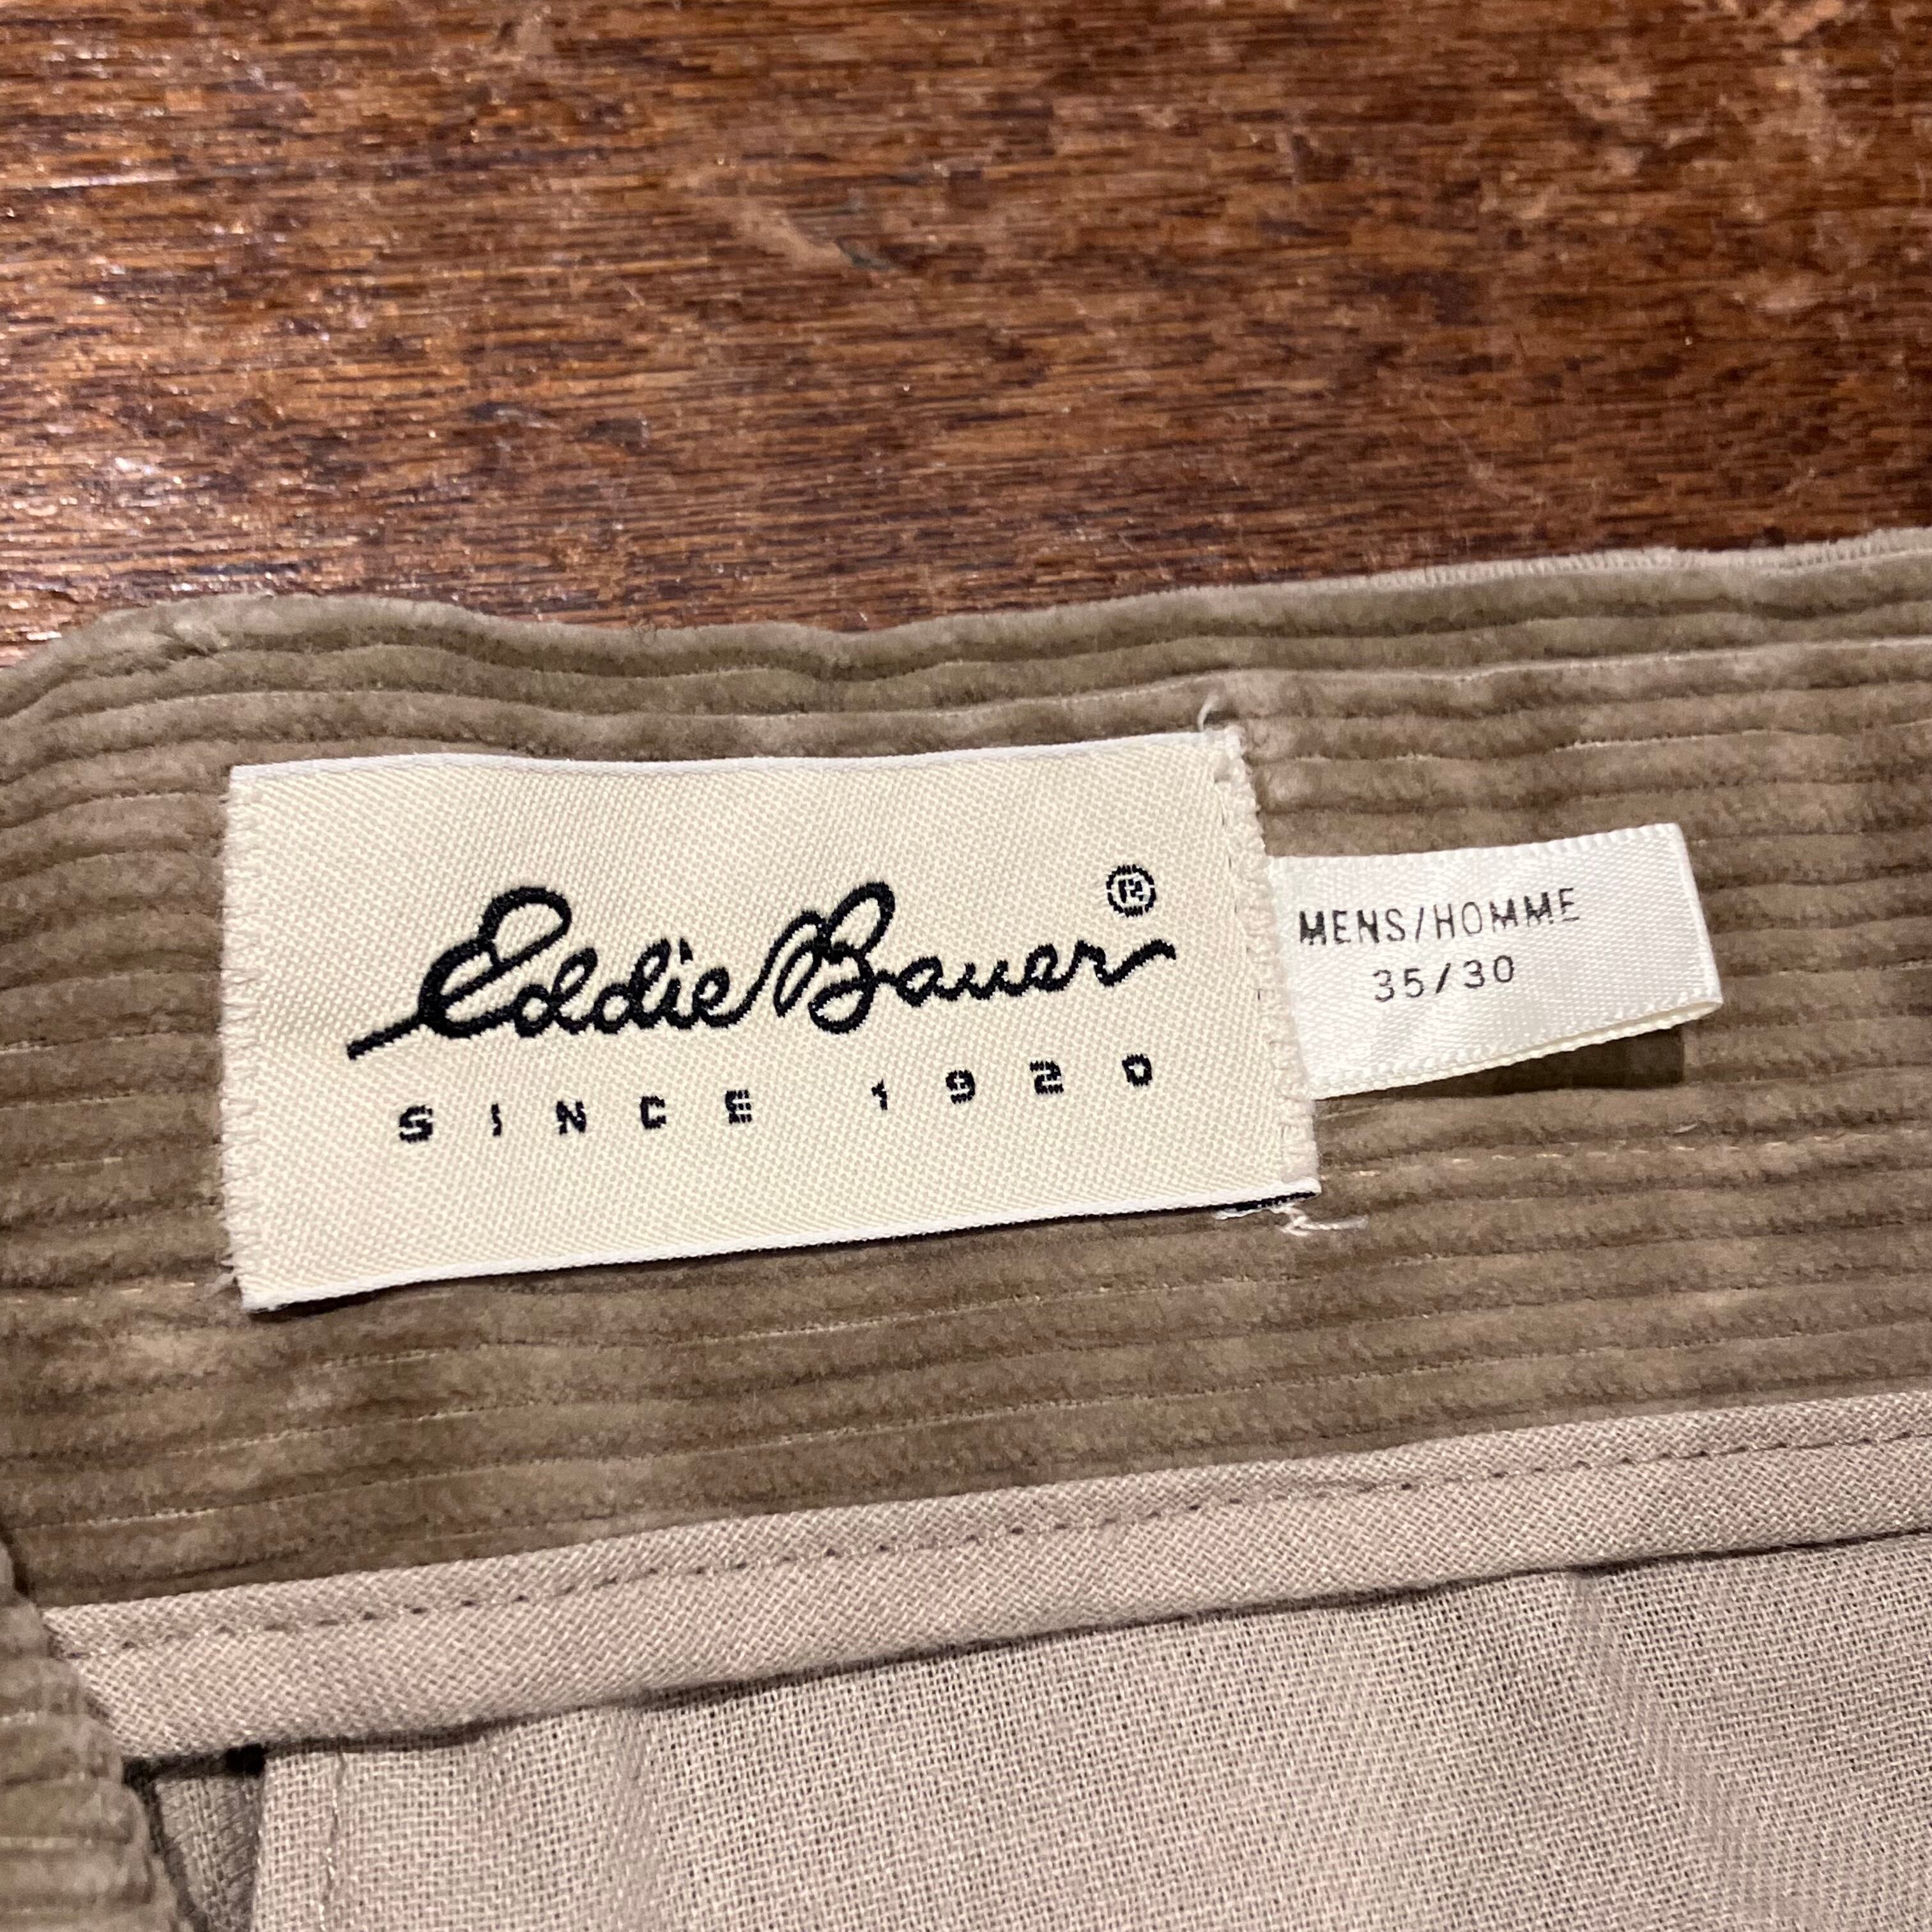 Eddie Bauer®
SINCE 1920
MENS/HOMME
35/30